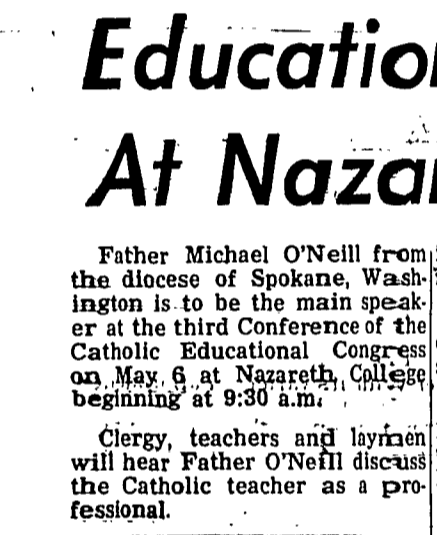 Educatio
At Naza
Father Michael O'Neill from
the diocese of Spokane, Wash-
ington is to be the main speak-
er at the third Conference of the
Catholic Educational Congress
on May 6 at Nazareth College
beginning at 9:30 a.m.
Clergy, teachers and laymen
will hear Father O'Neill discuss
the Catholic teacher as a pro-
fessional.